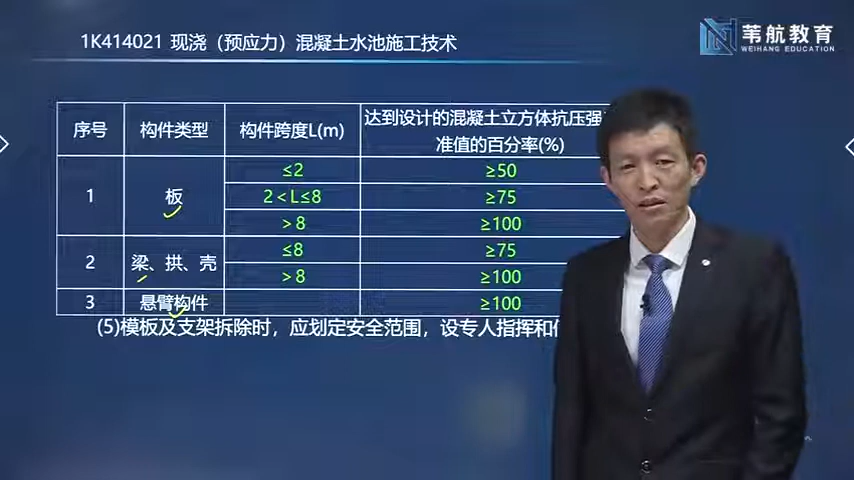 1K414021 现浇（预应力）混凝土水池施工技术
苇航教育
WEIHANG EDUCATION
序号 构件类型 构件跨度L(m) 达到设计的混凝土立方体抗压强
准值的百分率(%)
1 板 ≤2 ≥50
2＜L≤8 ≥75
＞8 ≥100
2 梁、拱、壳 ≤8 ≥75
＞8 ≥100
3 悬臂构件 ≥100
(5)模板及支架拆除时，应划定安全范围，设专人指挥和